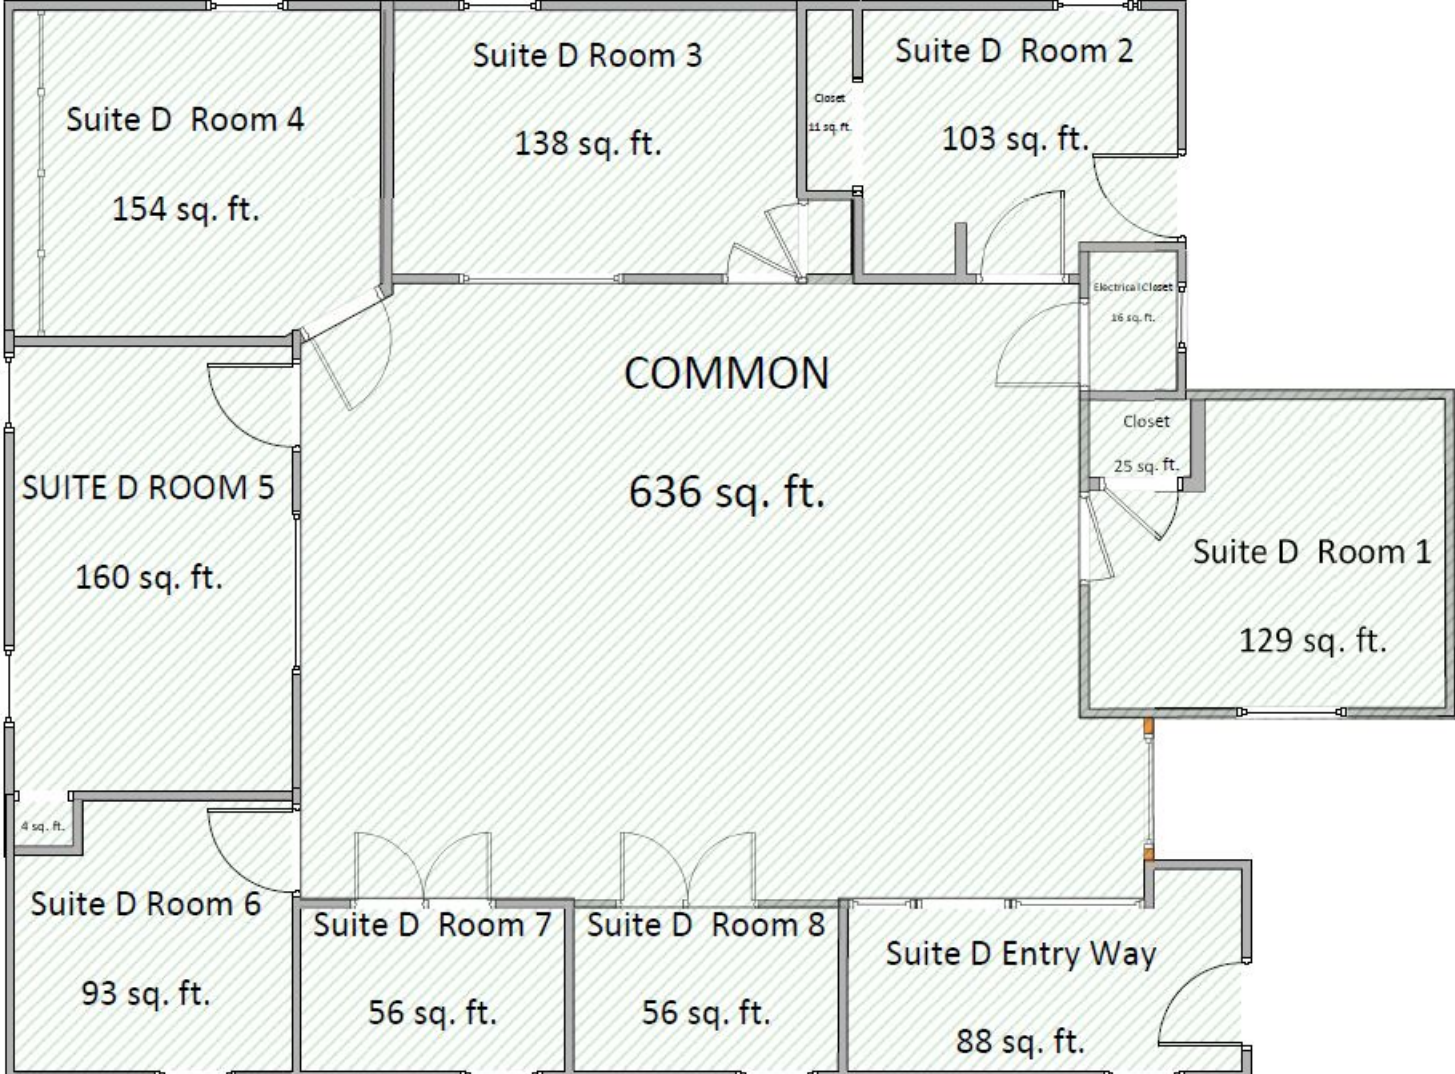 Suite D Room 3
Suite D Room 2
Closet
11 sq. ft.
Suite D Room 4
138 sq. ft.
103 sq. ft.
154 sq. ft.
Electrical Closet
16 sq. ft.
COMMON
636 sq. ft.
Closet
25 sq. ft.
SUITE D ROOM 5
160 sq. ft.
Suite D Room 1
129 sq. ft.
4 sq. ft.
Suite D Room 6
93 sq. ft.
Suite D Room 7
56 sq. ft.
Suite D Room 8
56 sq. ft.
Suite D Entry Way
88 sq. ft.